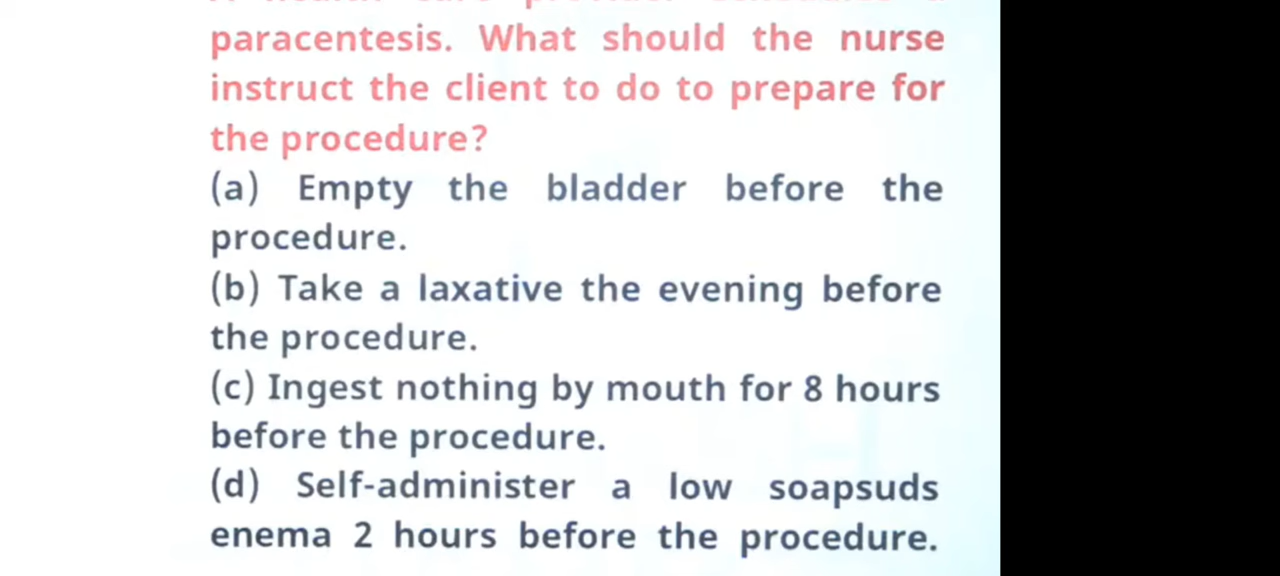 paracentesis. What should the nurse
instruct the client to do to prepare for
the procedure?
(a) Empty the bladder before the
procedure.
(b) Take a laxative the evening before
the procedure.
(c) Ingest nothing by mouth for 8 hours
before the procedure.
(d) Self-administer a low soapsuds
enema 2 hours before the procedure.